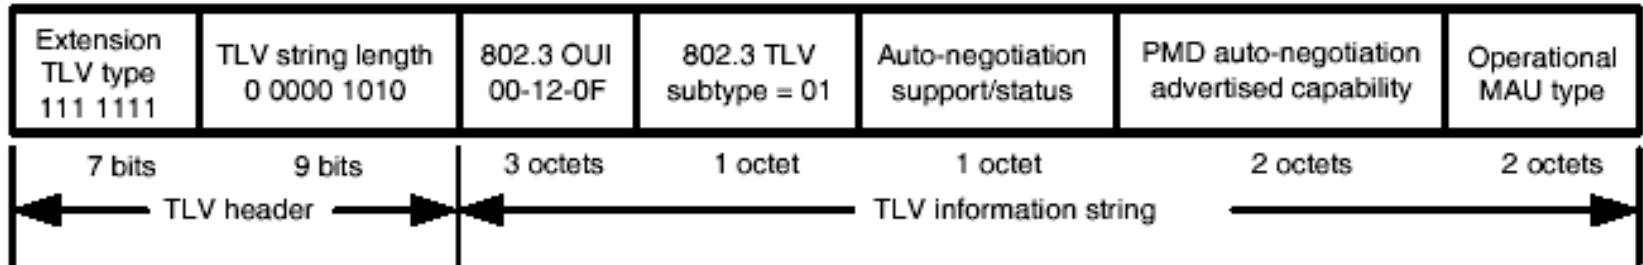 Extension
TLV type
111 1111
TLV string length
0 0000 1010
802.3 OUI
00-12-0F
802.3 TLV
subtype = 01
Auto-negotiation
support/status
PMD auto-negotiation
advertised capability
Operational
MAU type
7 bits
9 bits
3 octets
1 octet
1 octet
2 octets
2 octets
TLV header
TLV information string